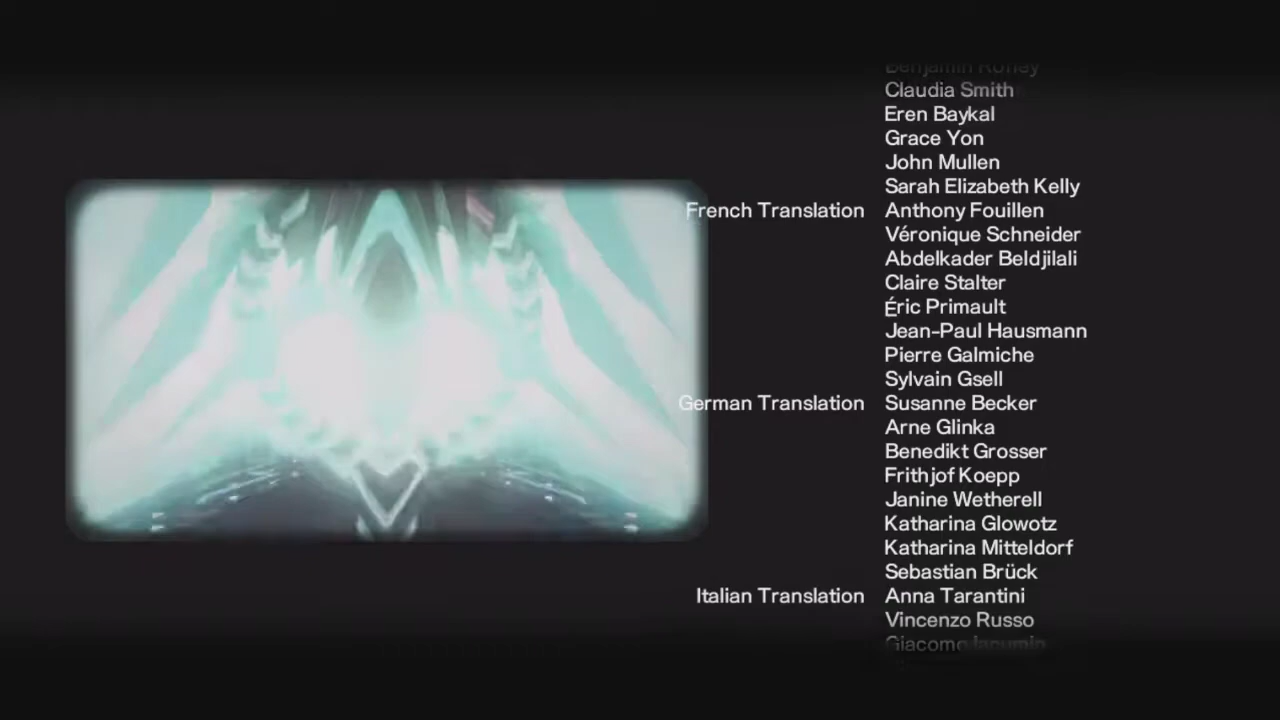 Claudia Smith
Eren Baykal
Grace Yon
John Mullen
Sarah Elizabeth Kelly
French Translation Anthony Fouillen
Véronique Schneider
Abdelkader Beldjilali
Claire Stalter
Éric Primault
Jean-Paul Hausmann
Pierre Galmiche
Sylvain Gsell
German Translation Susanne Becker
Arne Glinka
Benedikt Grosser
Frithjof Koepp
Janine Wetherell
Katharina Glowotz
Katharina Mitteldorf
Sebastian Brück
Italian Translation Anna Tarantini
Vincenzo Russo
Giacomo